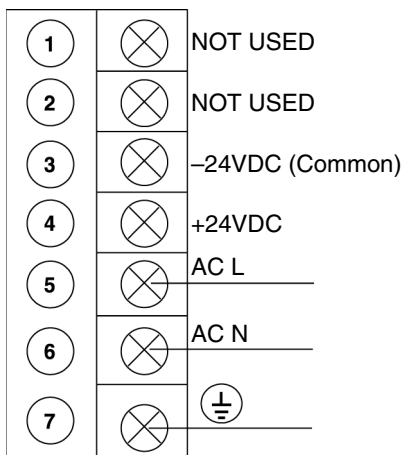 1 NOT USED
2 NOT USED
3 –24VDC (Common)
4 +24VDC
5 AC L
6 AC N
7